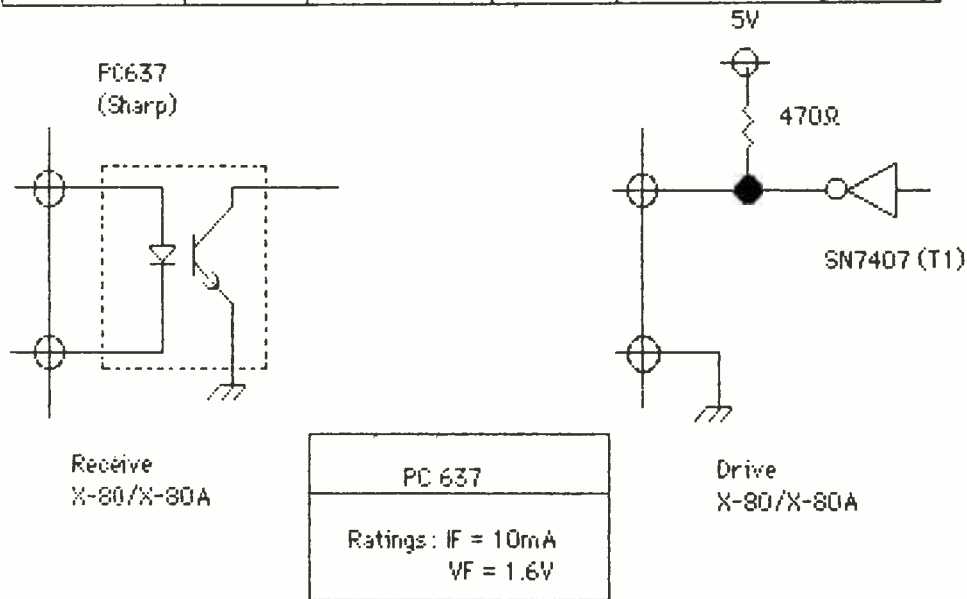 5V
PC637
(Sharp)
470Ω
SN7407 (T1)
Receive
X-80/X-80A
PC 637
Ratings: IF = 10mA
VF = 1.6V
Drive
X-80/X-80A